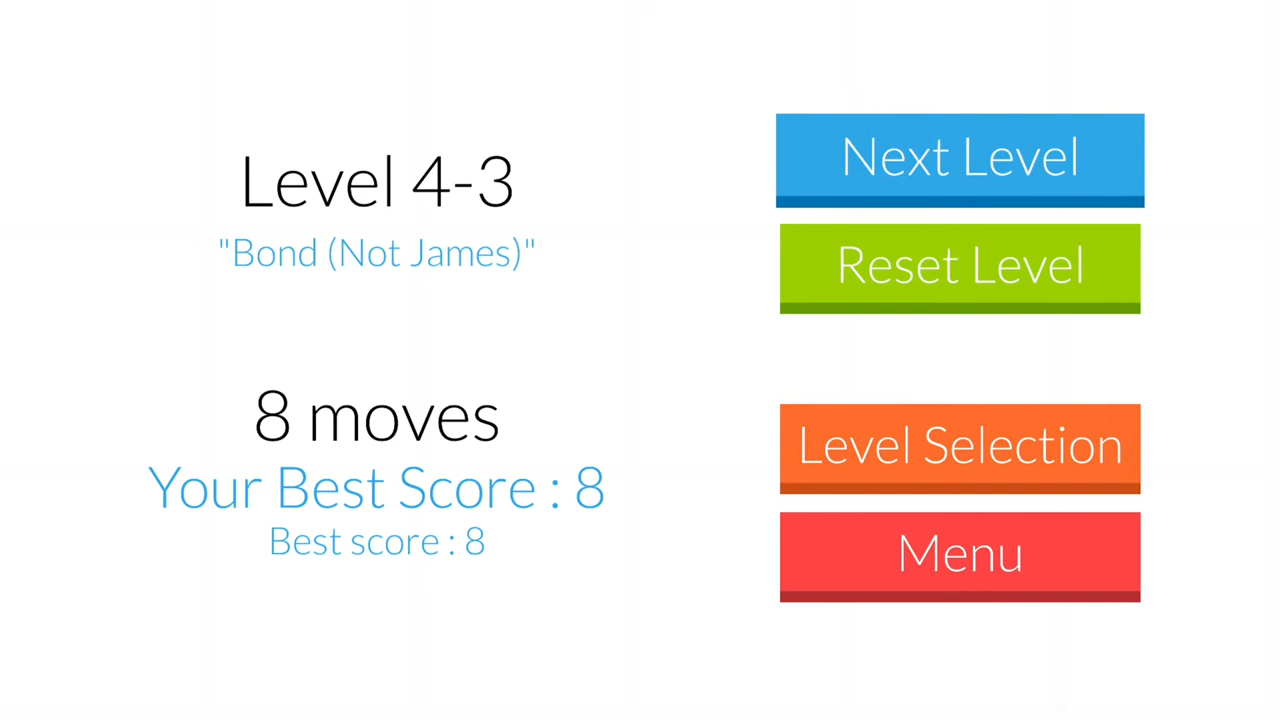 Level 4-3
"Bond (Not James)"
8 moves
Your Best Score : 8
Best score : 8
Next Level
Reset Level
Level Selection
Menu